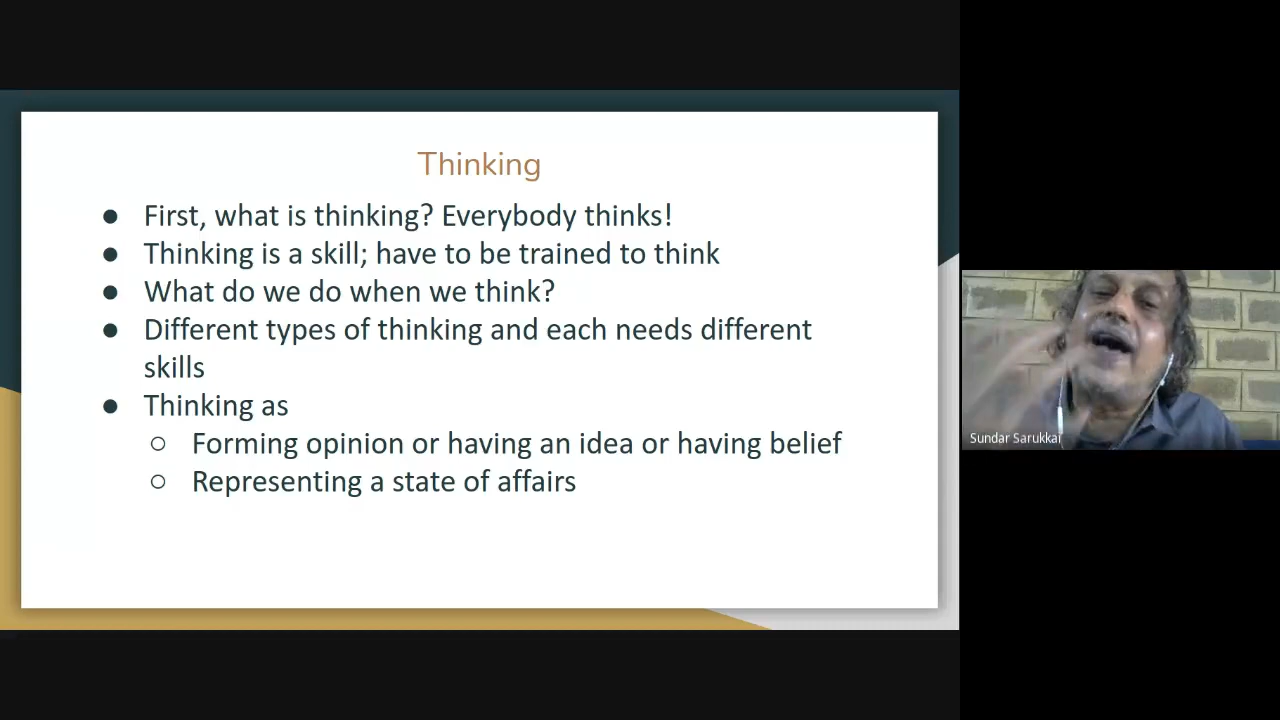 Thinking
● First, what is thinking? Everybody thinks!
● Thinking is a skill; have to be trained to think
● What do we do when we think?
● Different types of thinking and each needs different
skills
● Thinking as
○ Forming opinion or having an idea or having belief
○ Representing a state of affairs
Sundar Sarukkai